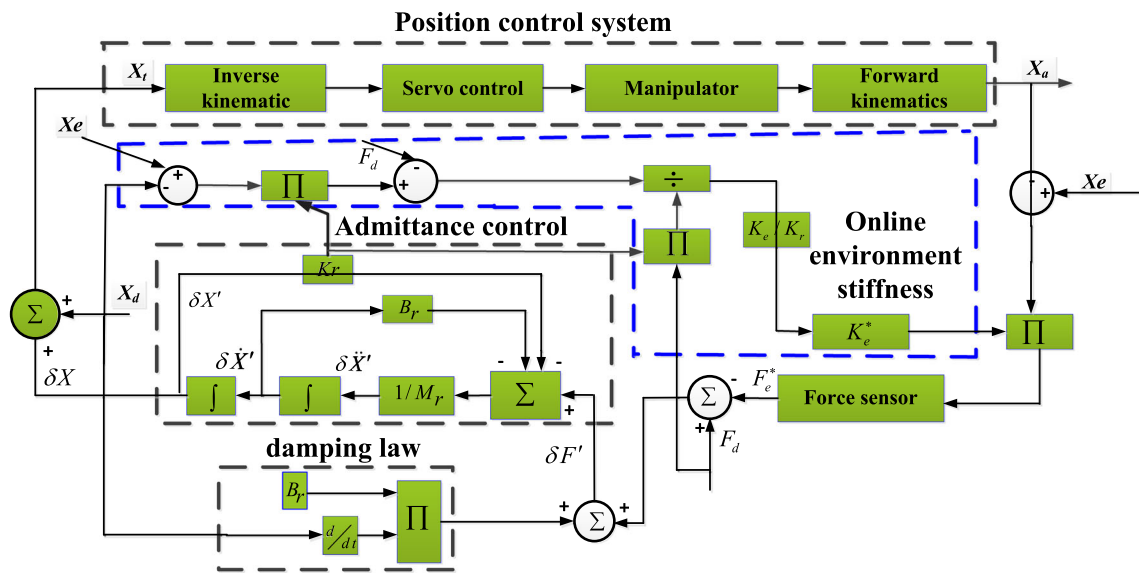 Position control system
X_t
Inverse
kinematic
Servo control
Manipulator
Forward
kinematics
X_a
Xe
+
-
∏
F_d
-
+
÷
-
+
Xe
Admittance control
∏
K_e / K_r
Online
environment
stiffness
Kr
δX′
B_r
K_e^*
∏
Σ
+
X_d
+
δX
δẊ′
δẌ′
-
-
∫
∫
1/M_r
Σ
+
F_e^*
-
Σ
+
F_d
Force sensor
damping law
δF′
B_r
∏
d/dt
+
+
Σ